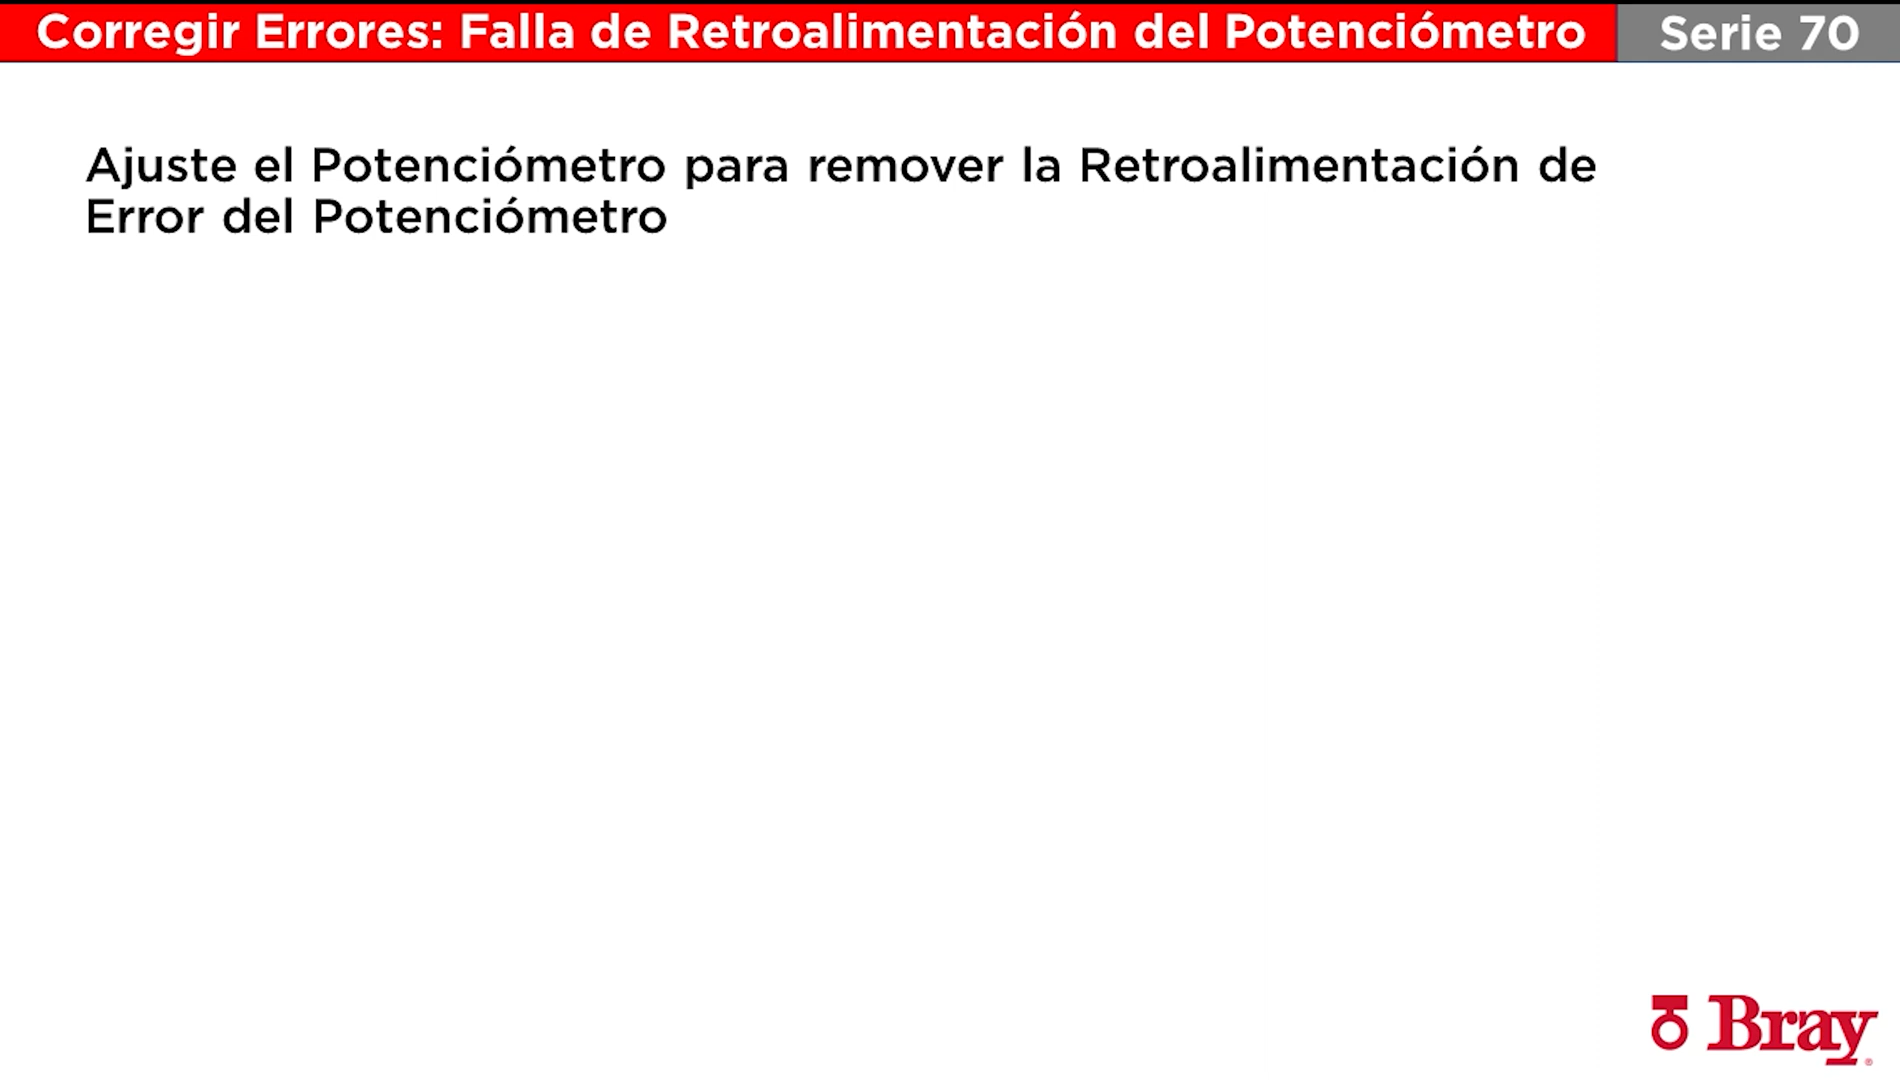 Corregir Errores: Falla de Retroalimentación del Potenciómetro
Serie 70
Ajuste el Potenciómetro para remover la Retroalimentación de
Error del Potenciómetro
Bray®